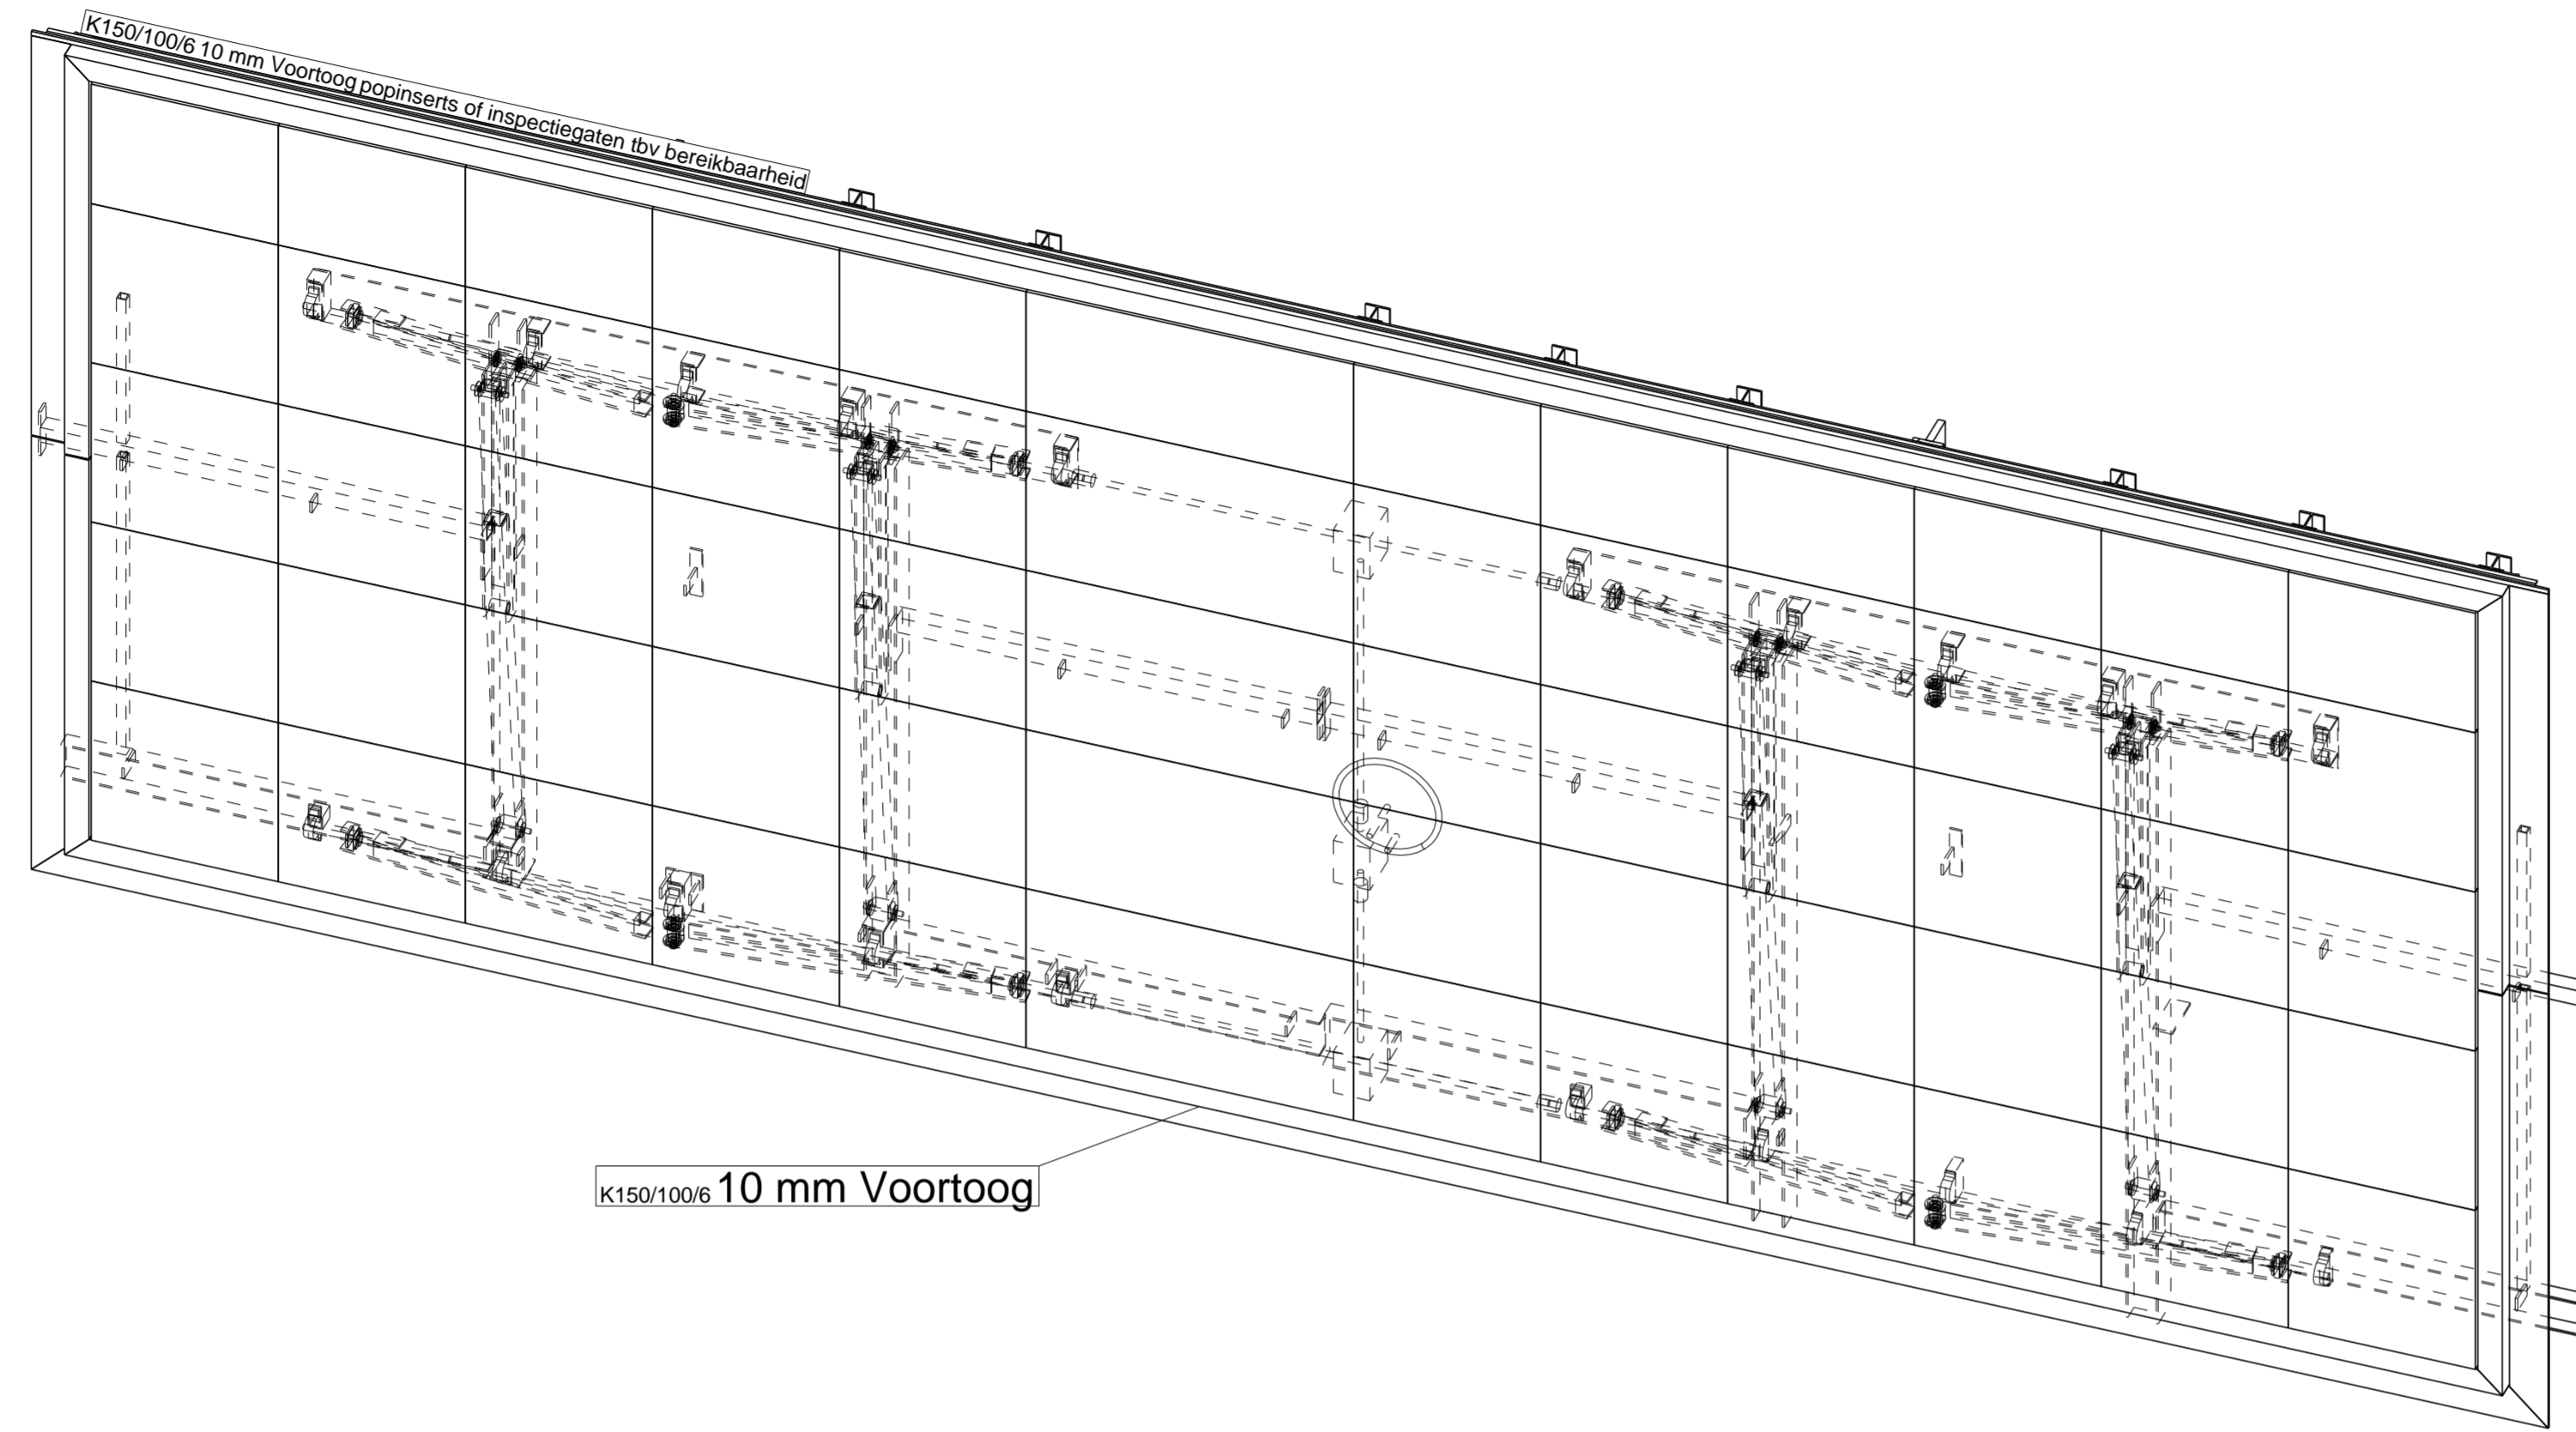 K150/100/6 10 mm Voortoog popinserts of inspectiegaten tbv bereikbaarheid
K150/100/6 10 mm Voortoog